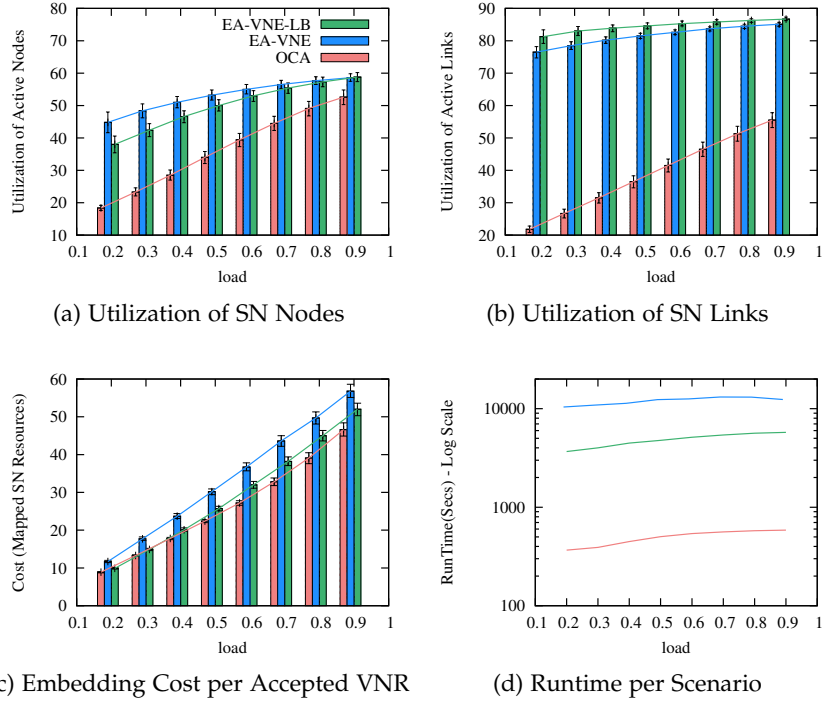 EA-VNE-LB
EA-VNE
OCA
Utilization of Active Nodes
80
70
60
50
40
30
20
10
0.1 0.2 0.3 0.4 0.5 0.6 0.7 0.8 0.9 1
load
(a) Utilization of SN Nodes
Utilization of Active Links
90
80
70
60
50
40
30
20
0.1 0.2 0.3 0.4 0.5 0.6 0.7 0.8 0.9 1
load
(b) Utilization of SN Links
Cost (Mapped SN Resources)
60
50
40
30
20
10
0
0.1 0.2 0.3 0.4 0.5 0.6 0.7 0.8 0.9 1
load
c) Embedding Cost per Accepted VNR
RunTime(Secs) - Log Scale
10000
1000
100
0.1 0.2 0.3 0.4 0.5 0.6 0.7 0.8 0.9 1
load
(d) Runtime per Scenario